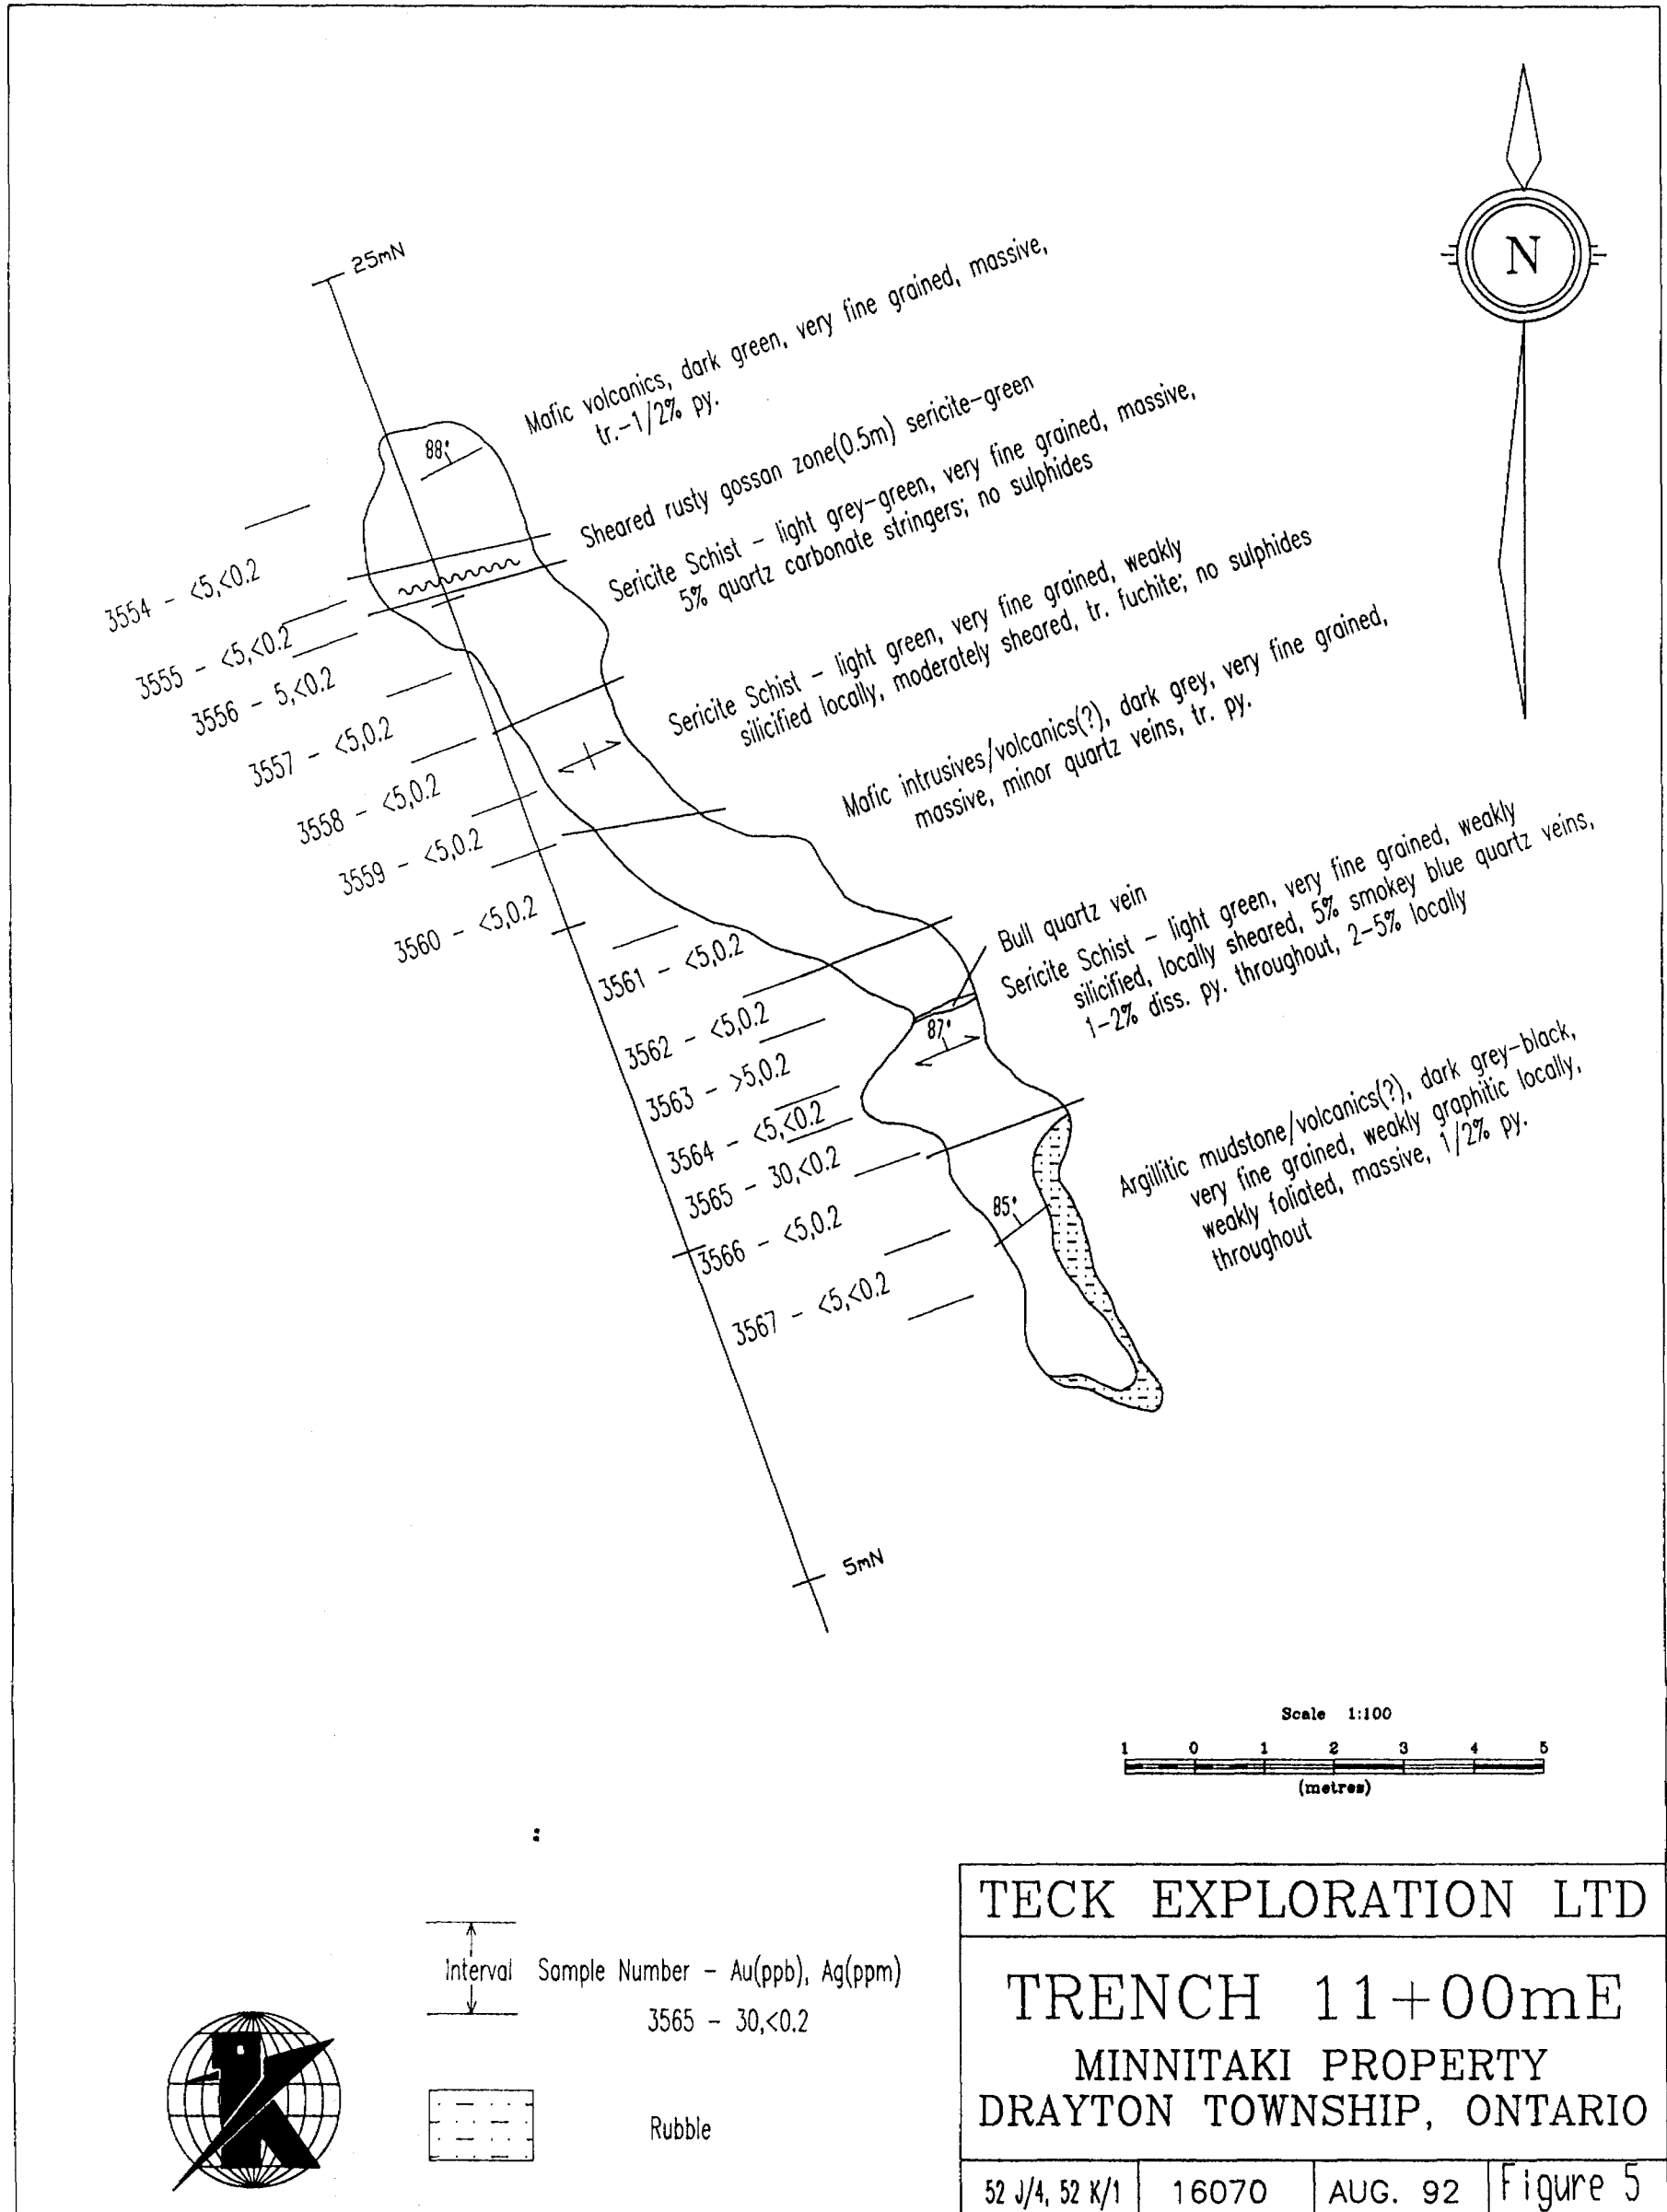 N
25mN
Mafic volcanics, dark green, very fine grained, massive,
tr.-1/2% py.
88°
Sheared rusty gossan zone(0.5m) sericite-green
Sericite Schist - light grey-green, very fine grained, massive,
5% quartz carbonate stringers; no sulphides
Sericite Schist - light green, very fine grained, weakly
silicified locally, moderately sheared, tr. fuchite; no sulphides
Mafic intrusives/volcanics(?), dark grey, very fine grained,
massive, minor quartz veins, tr. py.
Bull quartz vein
Sericite Schist - light green, very fine grained, weakly
silicified, locally sheared, 5% smokey blue quartz veins,
1-2% diss. py. throughout, 2-5% locally
87°
Argillitic mudstone/volcanics(?), dark grey-black,
very fine grained, weakly graphitic locally,
weakly foliated, massive, 1/2% py.
throughout
85°
3554 - <5,<0.2
3555 - <5,<0.2
3556 - 5,<0.2
3557 - <5,0.2
3558 - <5,0.2
3559 - <5,0.2
3560 - <5,0.2
3561 - <5,0.2
3562 - <5,0.2
3563 - >5,0.2
3564 - <5,<0.2
3565 - 30,<0.2
3566 - <5,0.2
3567 - <5,<0.2
5mN
Scale 1:100
1 0 1 2 3 4 5
(metres)
Interval Sample Number - Au(ppb), Ag(ppm)
3565 - 30,<0.2
Rubble
TECK EXPLORATION LTD
TRENCH 11+00mE
MINNITAKI PROPERTY
DRAYTON TOWNSHIP, ONTARIO
52 J/4, 52 K/1 16070 AUG. 92 Figure 5